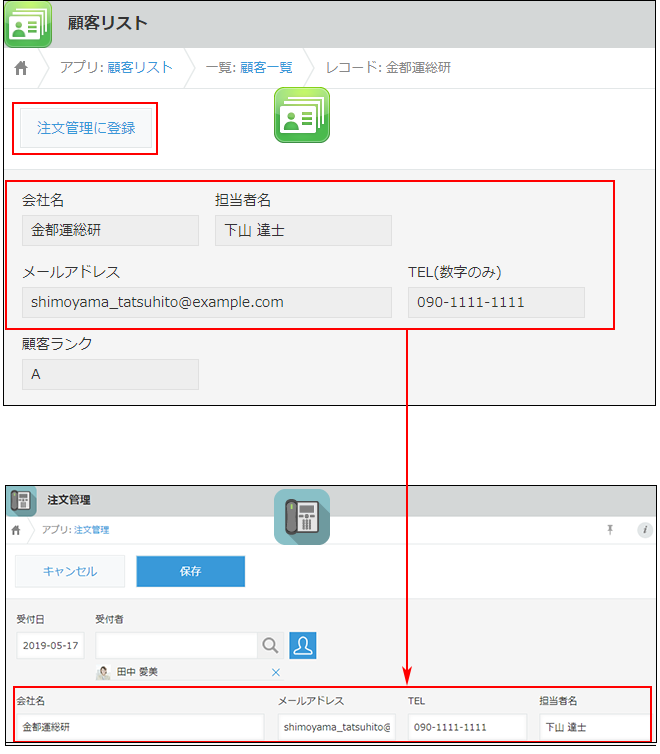 顧客リスト
アプリ: 顧客リスト 一覧: 顧客一覧 レコード: 金都運総研
注文管理に登録
会社名 担当者名
金都運総研 下山 達士
メールアドレス TEL(数字のみ)
shimoyama_tatsuhito@example.com 090-1111-1111
顧客ランク
A
注文管理
アプリ: 注文管理
i
キャンセル 保存
受付日 受付者
2019-05-17
田中 愛美
会社名 メールアドレス TEL 担当者名
金都運総研 shimoyama_tatsuhito@ 090-1111-1111 下山 達士